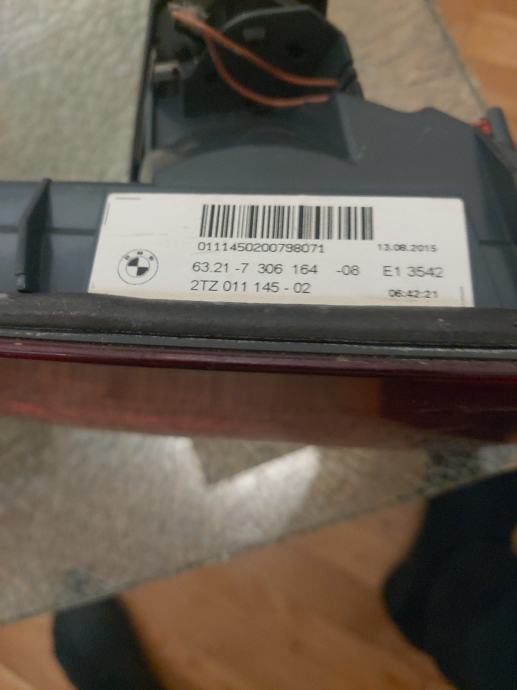 0111450200798071 13.08.2015
BMW
63.21-7 306 164 -08 E1 3542
2TZ 011 145-02 06:42:21